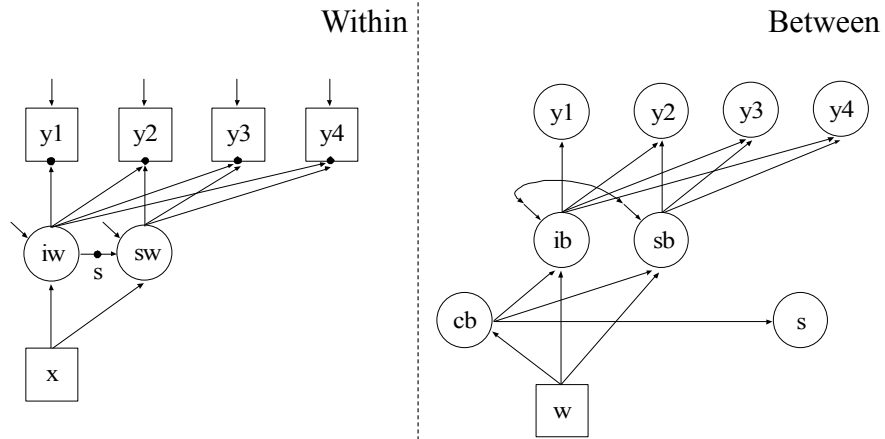 Within
Between
y1 y2 y3 y4
y1 y2 y3 y4
iw sw
s
ib sb
cb
s
x
w